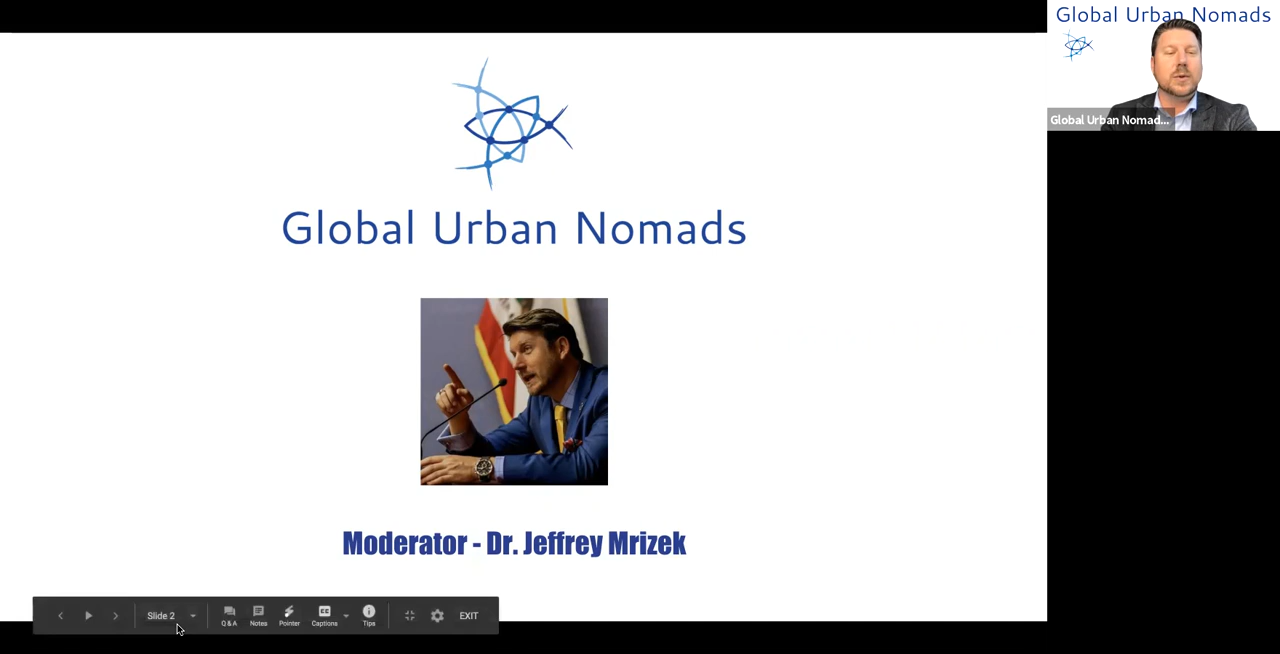 Global Urban Nomads
Global Urban Nomad...
Global Urban Nomads
Moderator - Dr. Jeffrey Mrizek
Slide 2
Q & A
Notes
Pointer
CC
Captions
Tips
EXIT